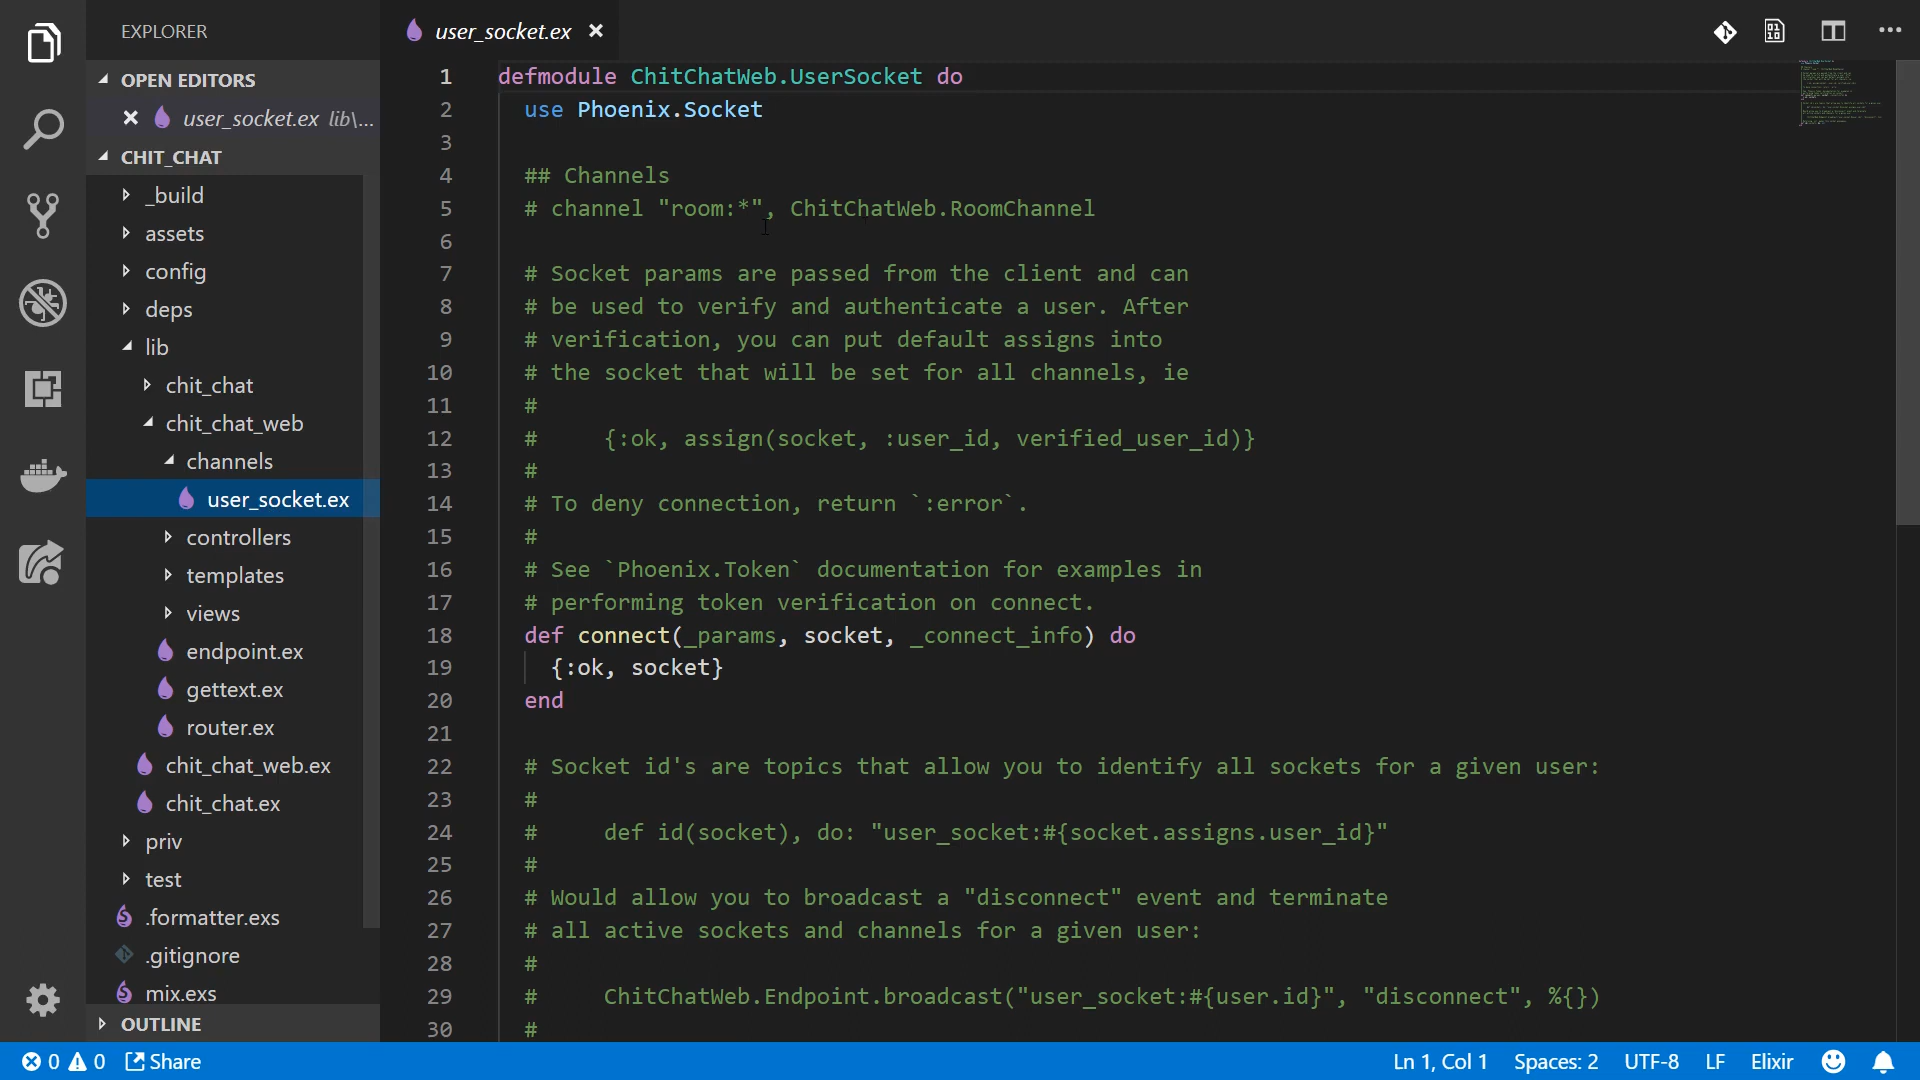 EXPLORER
OPEN EDITORS
user_socket.ex lib\...
CHIT_CHAT
_build
assets
config
deps
lib
chit_chat
chit_chat_web
channels
user_socket.ex
controllers
templates
views
endpoint.ex
gettext.ex
router.ex
chit_chat_web.ex
chit_chat.ex
priv
test
.formatter.exs
.gitignore
mix.exs
OUTLINE
user_socket.ex
1 defmodule ChitChatWeb.UserSocket do
2 use Phoenix.Socket
3
4 ## Channels
5 # channel "room:*", ChitChatWeb.RoomChannel
6
7 # Socket params are passed from the client and can
8 # be used to verify and authenticate a user. After
9 # verification, you can put default assigns into
10 # the socket that will be set for all channels, ie
11 #
12 #     {:ok, assign(socket, :user_id, verified_user_id)}
13 #
14 # To deny connection, return `:error`.
15 #
16 # See `Phoenix.Token` documentation for examples in
17 # performing token verification on connect.
18 def connect(_params, socket, _connect_info) do
19 {:ok, socket}
20 end
21
22 # Socket id's are topics that allow you to identify all sockets for a given user:
23 #
24 #     def id(socket), do: "user_socket:#{socket.assigns.user_id}"
25 #
26 # Would allow you to broadcast a "disconnect" event and terminate
27 # all active sockets and channels for a given user:
28 #
29 #     ChitChatWeb.Endpoint.broadcast("user_socket:#{user.id}", "disconnect", %{})
30 #
0 0 Share Ln 1, Col 1 Spaces: 2 UTF-8 LF Elixir